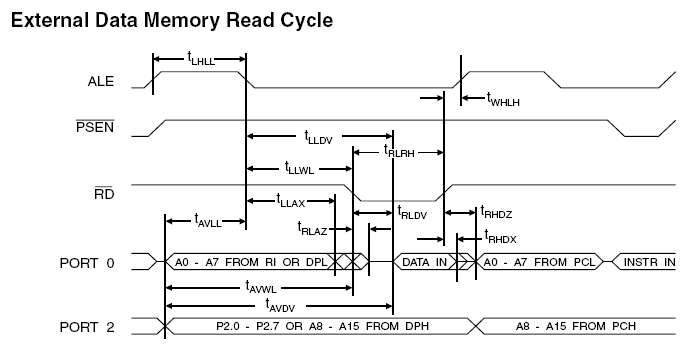 External Data Memory Read Cycle
tLHLL
ALE
tWHLH
PSEN
tLLDV
tRLRH
tLLWL
RD
tLLAX
tRLDV
tRHDZ
tAVLL
tRLAZ
tRHDX
PORT 0
A0 - A7 FROM RI OR DPL
DATA IN
A0 - A7 FROM PCL
INSTR IN
tAVWL
tAVDV
PORT 2
P2.0 - P2.7 OR A8 - A15 FROM DPH
A8 - A15 FROM PCH